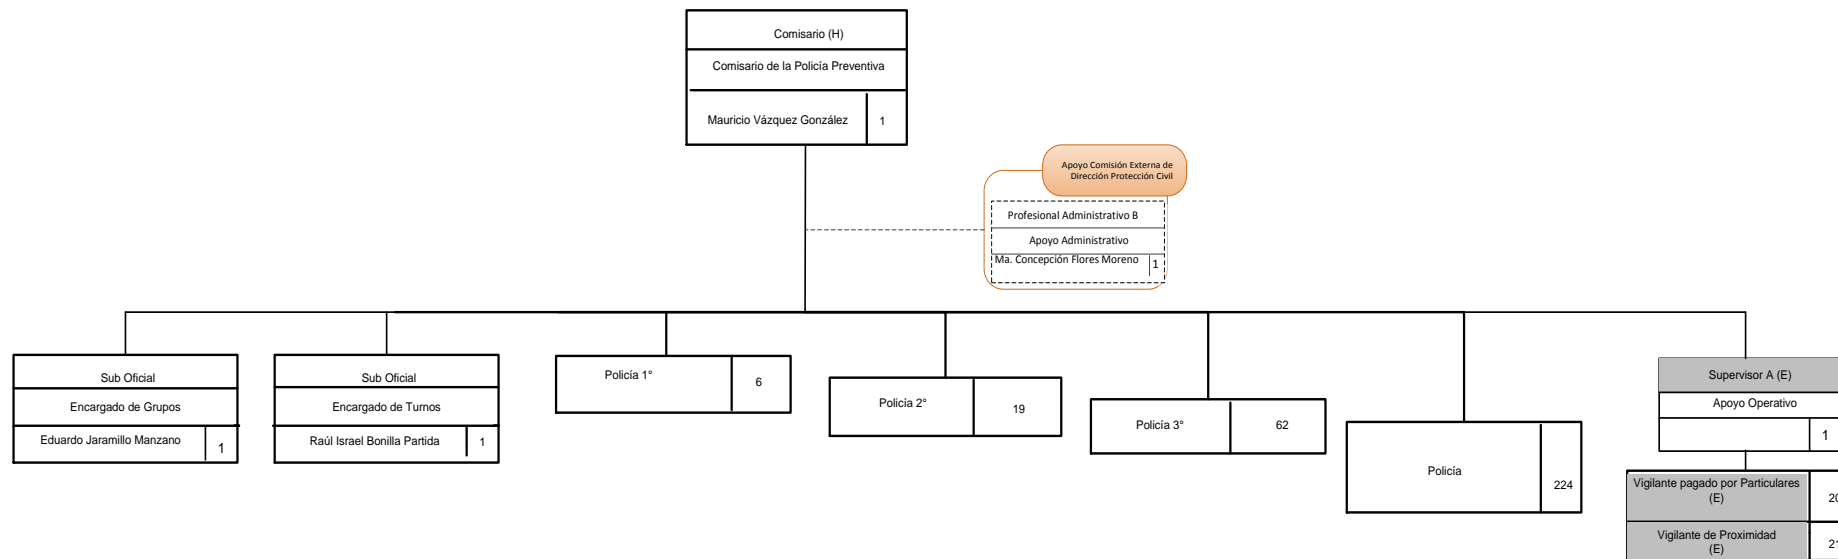 Comisario (H)
Comisario de la Policía Preventiva
Mauricio Vázquez González 1
Apoyo Comisión Externa de
Dirección Protección Civil
Profesional Administrativo B
Apoyo Administrativo
Ma. Concepción Flores Moreno 1
Sub Oficial
Encargado de Grupos
Eduardo Jaramillo Manzano 1
Sub Oficial
Encargado de Turnos
Raúl Israel Bonilla Partida 1
Policía 1° 6
Policía 2° 19
Policía 3° 62
Policía
224
Supervisor A (E)
Apoyo Operativo
1
Vigilante pagado por Particulares
(E)
Vigilante de Proximidad
(E)